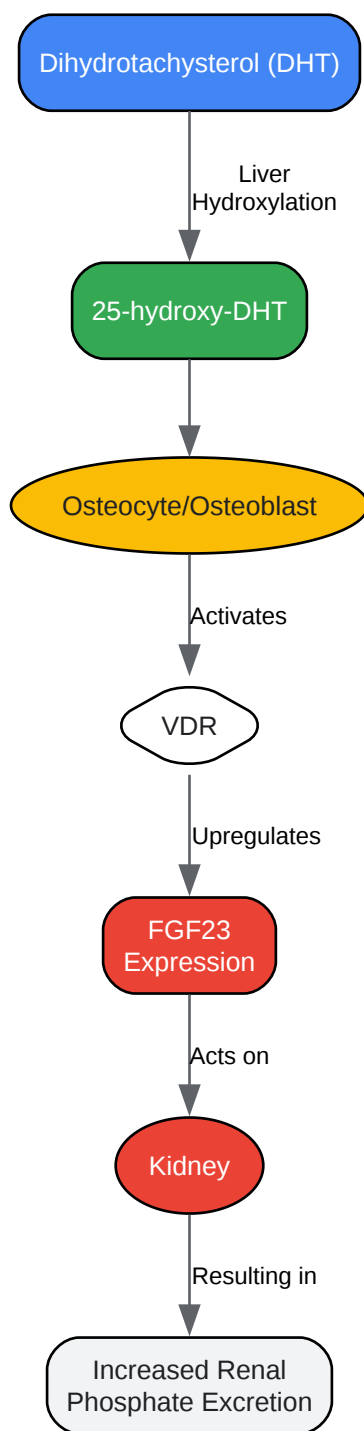 Dihydrotachysterol (DHT)
Liver
Hydroxylation
25-hydroxy-DHT
Osteocyte/Osteoblast
Activates
VDR
Upregulates
FGF23
Expression
Acts on
Kidney
Resulting in
Increased Renal
Phosphate Excretion